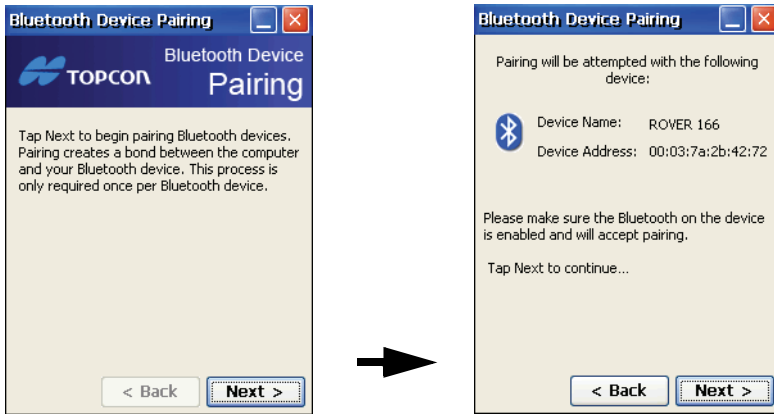 Bluetooth Device Pairing
TOPCON
Bluetooth Device
Pairing
Tap Next to begin pairing Bluetooth devices.
Pairing creates a bond between the computer
and your Bluetooth device. This process is
only required once per Bluetooth device.
< Back
Next >
Bluetooth Device Pairing
Pairing will be attempted with the following
device:
Device Name: ROVER 166
Device Address: 00:03:7a:2b:42:72
Please make sure the Bluetooth on the device
is enabled and will accept pairing.
Tap Next to continue...
< Back
Next >